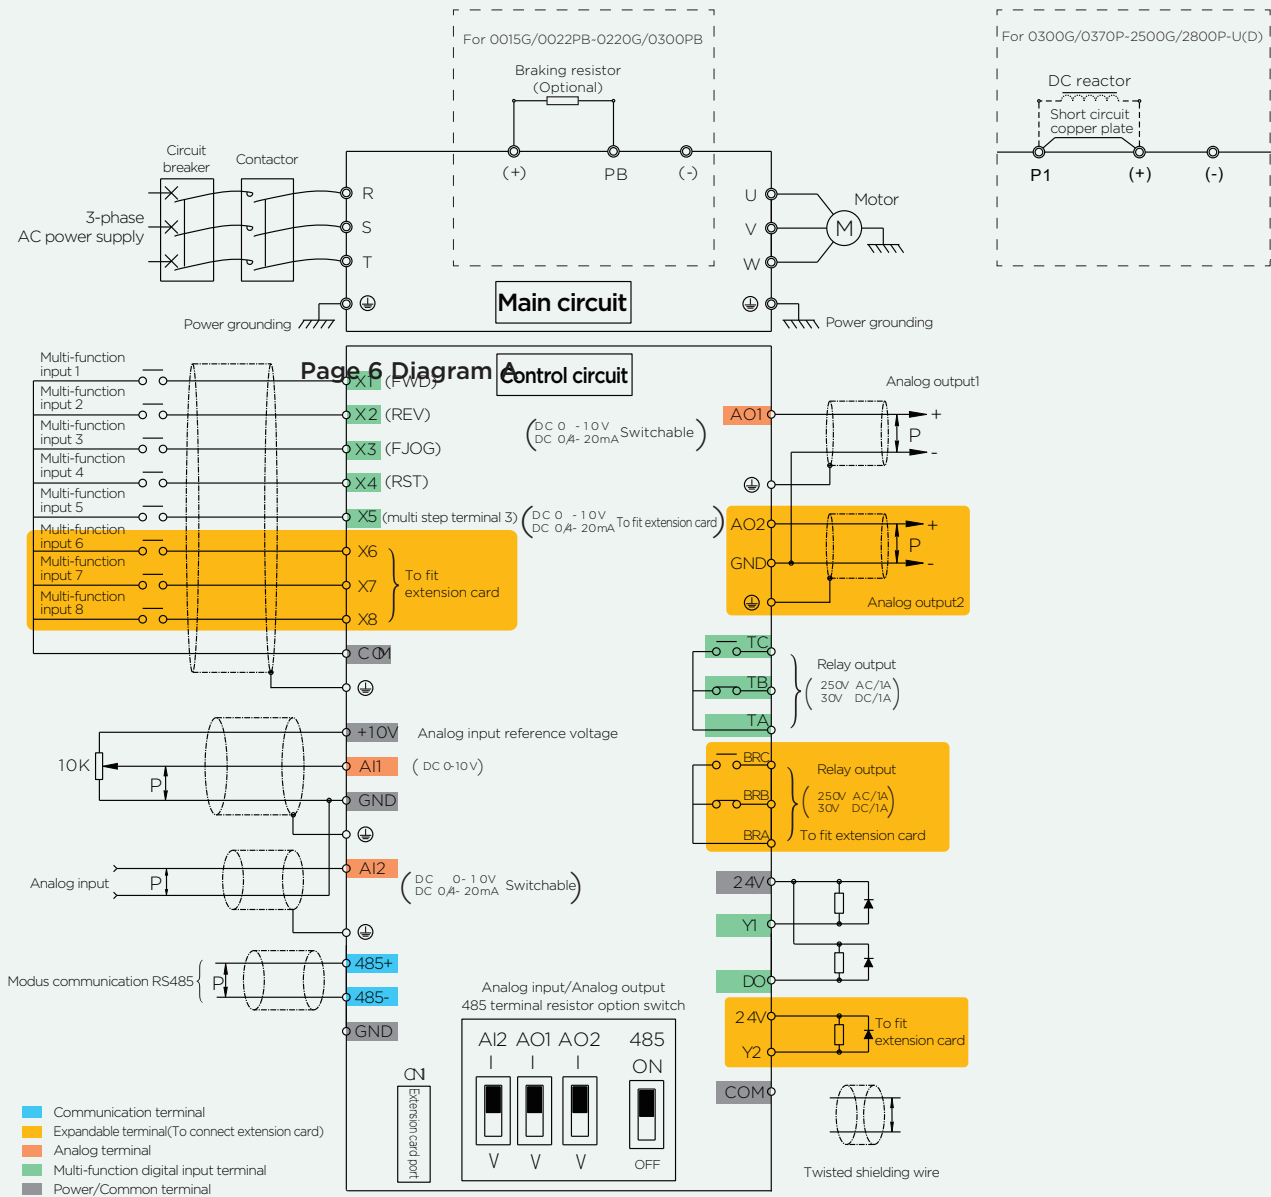 For 0015G/0022PB-0220G/0300PB
Braking resistor
(Optional)
(+)
PB
(-)
For 0300G/0370P-2500G/2800P-U(D)
DC reactor
Short circuit
copper plate
P1
(+)
(-)
Circuit
breaker
Contactor
3-phase
AC power supply
R
S
T
U
V
W
Motor
M
Main circuit
Power grounding
Power grounding
Page 6 Diagram A
Control circuit
Multi-function
input 1
Multi-function
input 2
Multi-function
input 3
Multi-function
input 4
Multi-function
input 5
Multi-function
input 6
Multi-function
input 7
Multi-function
input 8
X1 (FWD)
X2 (REV)
X3 (FJOG)
X4 (RST)
X5 (multi step terminal 3)
X6
X7
X8
To fit
extension card
COM
(DC 0 - 10V
DC 0/4- 20mA Switchable)
(DC 0 - 10V
DC 0/4- 20mA To fit extension card)
Analog output1
AO1
+
P
-
AO2
+
P
GND
-
Analog output2
TC
TB
TA
Relay output
(250V AC/1A
30V DC/1A)
BRC
BRB
BRA
Relay output
(250V AC/1A
30V DC/1A)
To fit extension card
+10V Analog input reference voltage
10K
P
AI1 (DC 0-10V)
GND
Analog input
P
AI2
(DC 0- 10V
DC 0/4- 20mA Switchable)
24V
Y1
DO
24V
Y2
To fit
extension card
COM
Modus communication RS485
P
485+
485-
GND
Analog input/Analog output
485 terminal resistor option switch
AI2 AO1 AO2 485
I I I ON
V V V OFF
CN1
Extension card port
Twisted shielding wire
Communication terminal
Expandable terminal(To connect extension card)
Analog terminal
Multi-function digital input terminal
Power/Common terminal